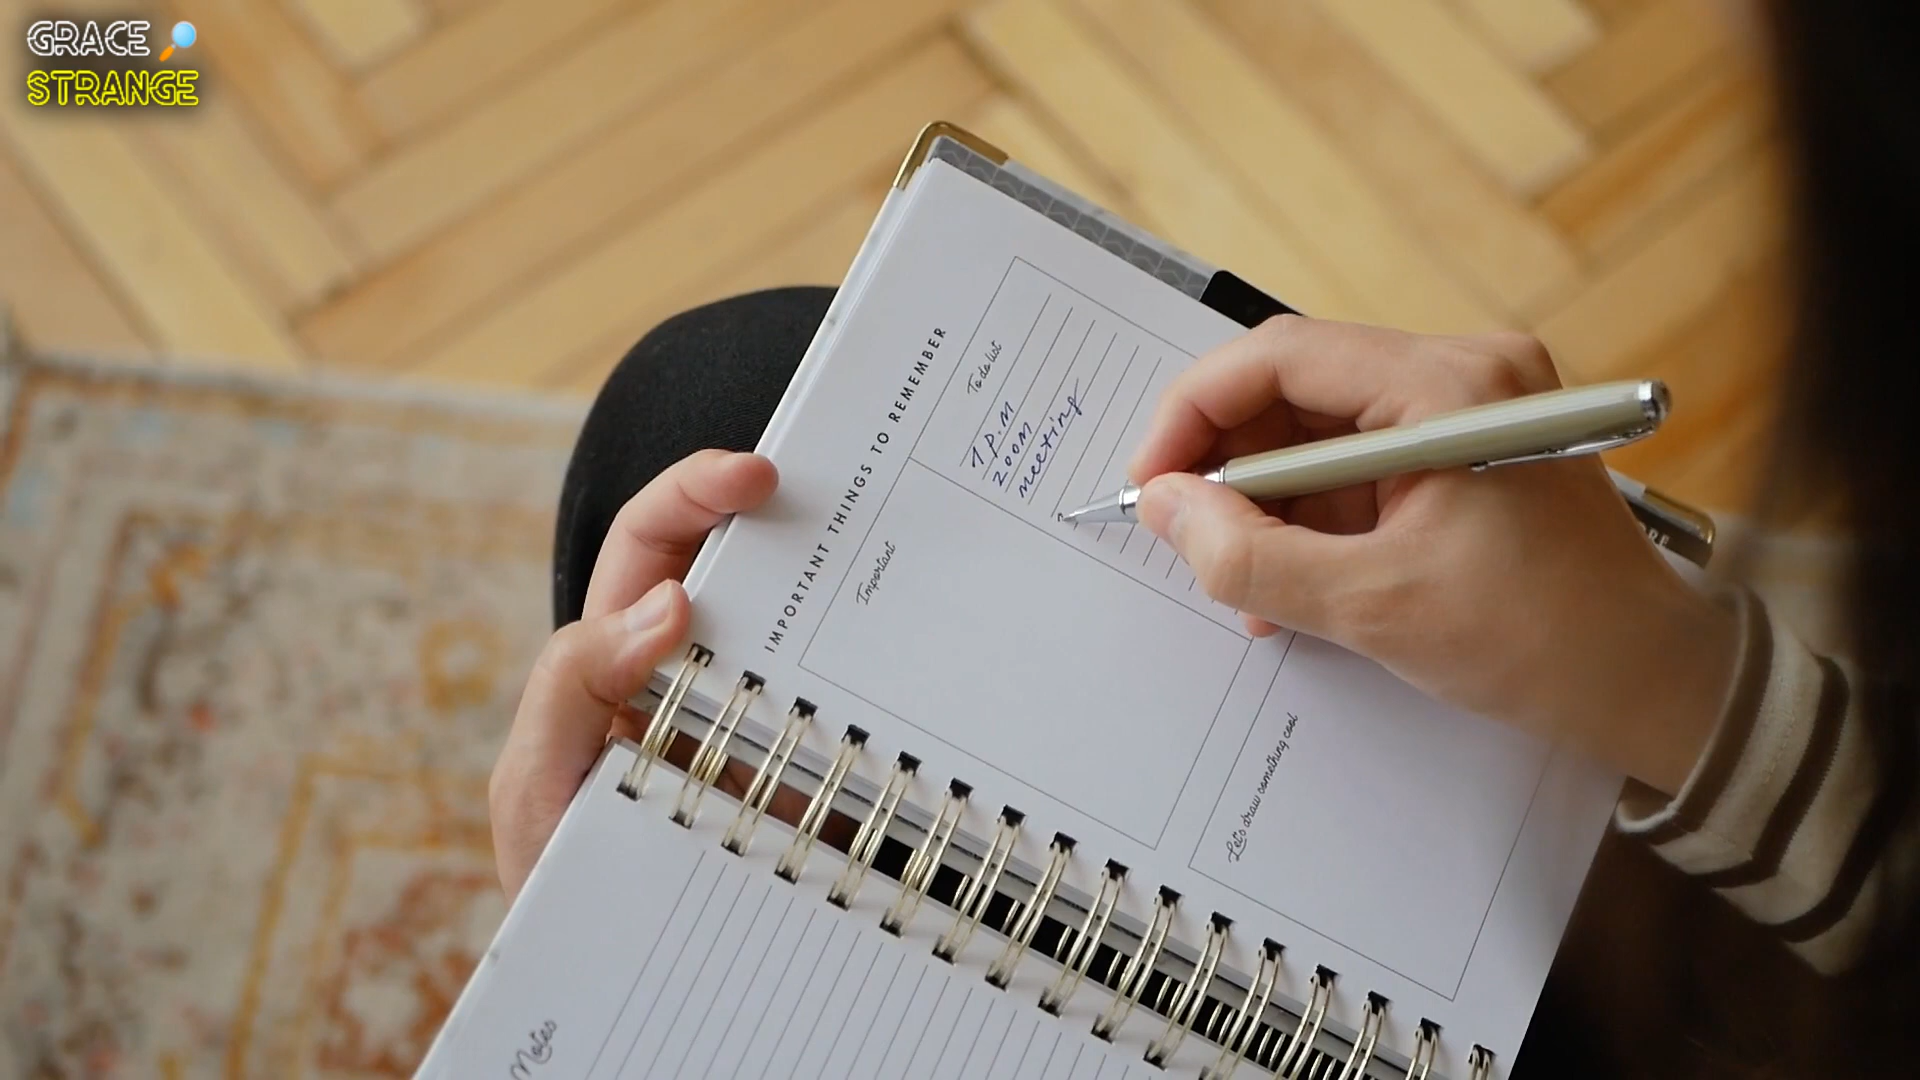 GRACE
STRANGE
IMPORTANT THINGS TO REMEMBER
To do list
1 P.M
ZOOM
meeting
Important
Let's draw something cool
Notes